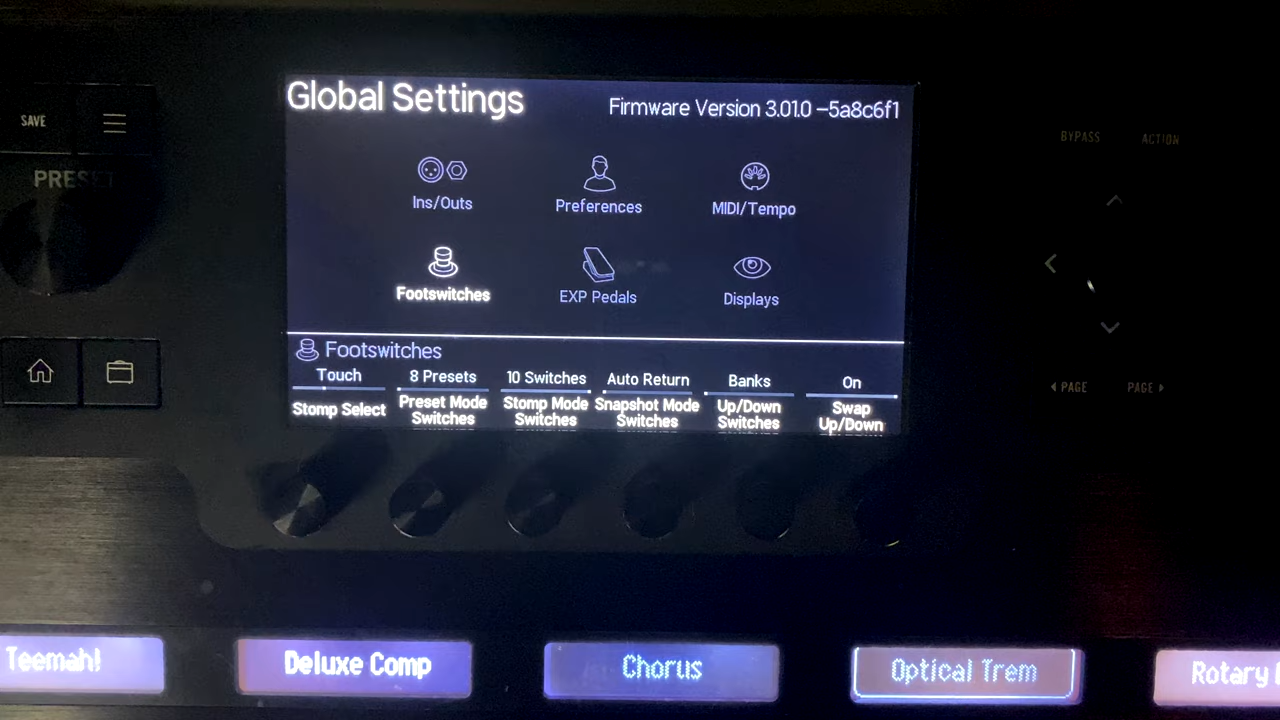 Global Settings
Firmware Version 3.01.0 –5a8c6f1
SAVE
PRESET
BYPASS
ACTION
Ins/Outs
Preferences
MIDI/Tempo
Footswitches
EXP Pedals
Displays
Footswitches
Touch
Stomp Select
8 Presets
Preset Mode
Switches
10 Switches
Stomp Mode
Switches
Auto Return
Snapshot Mode
Switches
Banks
Up/Down
Switches
On
Swap
Up/Down
PAGE
PAGE
Teemah!
Deluxe Comp
Chorus
Optical Trem
Rotary